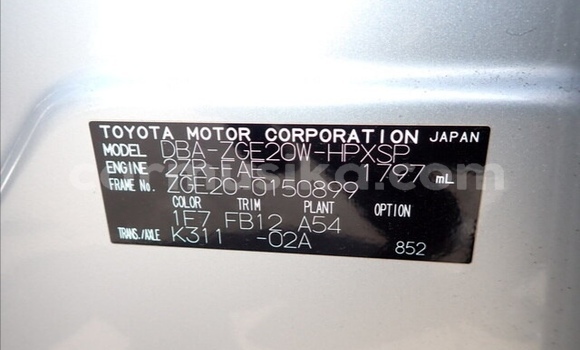 TOYOTA MOTOR CORPORATION JAPAN
MODEL DBA-ZGE20W-HPXSP
ENGINE 2ZR-FAE 1797 mL
FRAME No. ZGE20-0150899
COLOR TRIM PLANT OPTION
1F7 FB12 A54
TRANS./AXLE K311 -02A
852